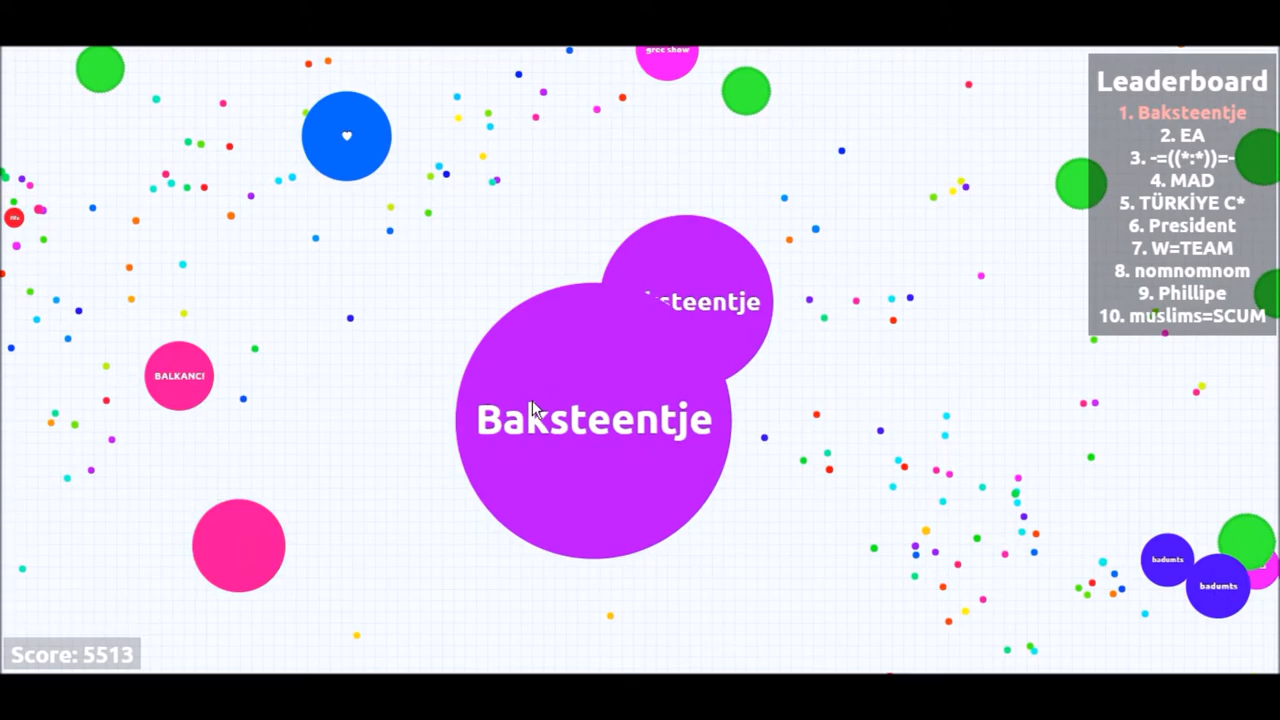 grec show
Leaderboard
1. Baksteentje
2. EA
3. -=((*:*))=-
4. MAD
5. TÜRKİYE C*
6. President
7. W=TEAM
8. nomnomnom
9. Phillipe
10. muslims=SCUM
♥
steentje
BALKANCI
Baksteentje
badumts
badumts
Score: 5513